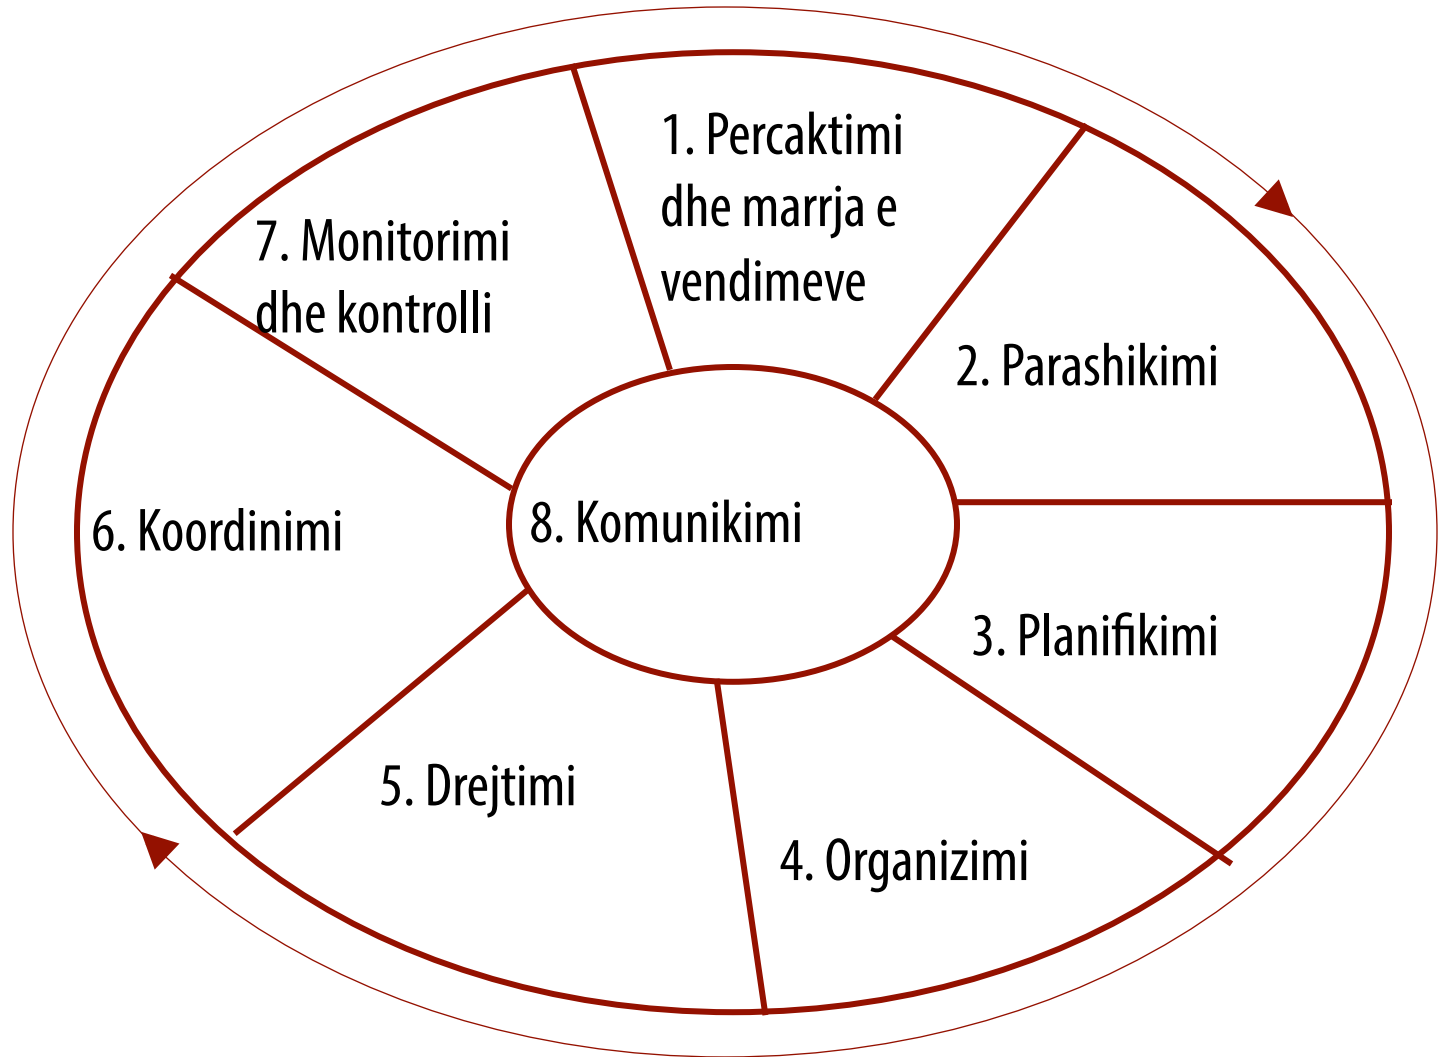 1. Percaktimi
dhe marrja e
vendimeve
2. Parashikimi
3. Planifikimi
4. Organizimi
5. Drejtimi
6. Koordinimi
7. Monitorimi
dhe kontrolli
8. Komunikimi